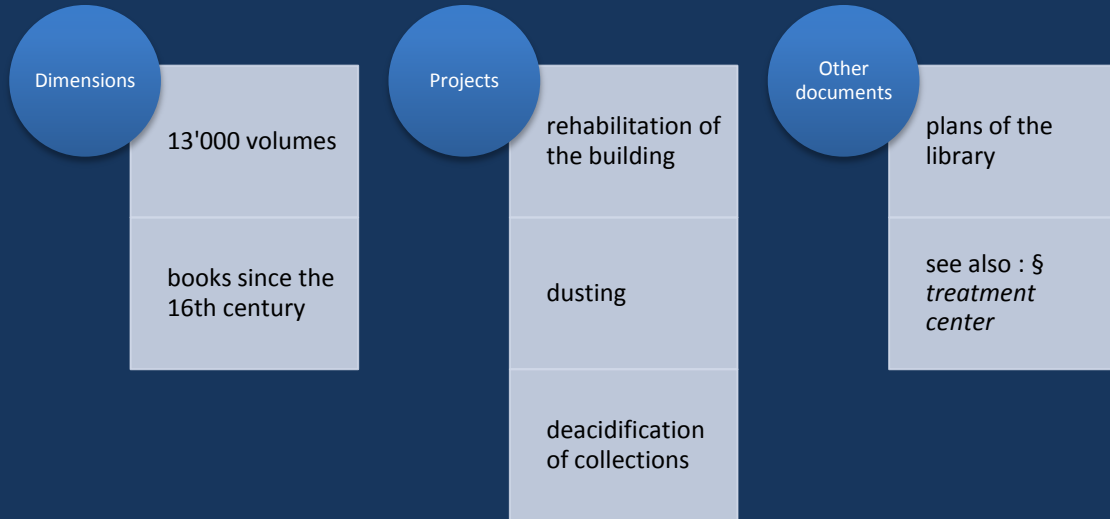 Dimensions
13'000 volumes
books since the
16th century
Projects
rehabilitation of
the building
dusting
deacidification
of collections
Other
documents
plans of the
library
see also : §
treatment
center